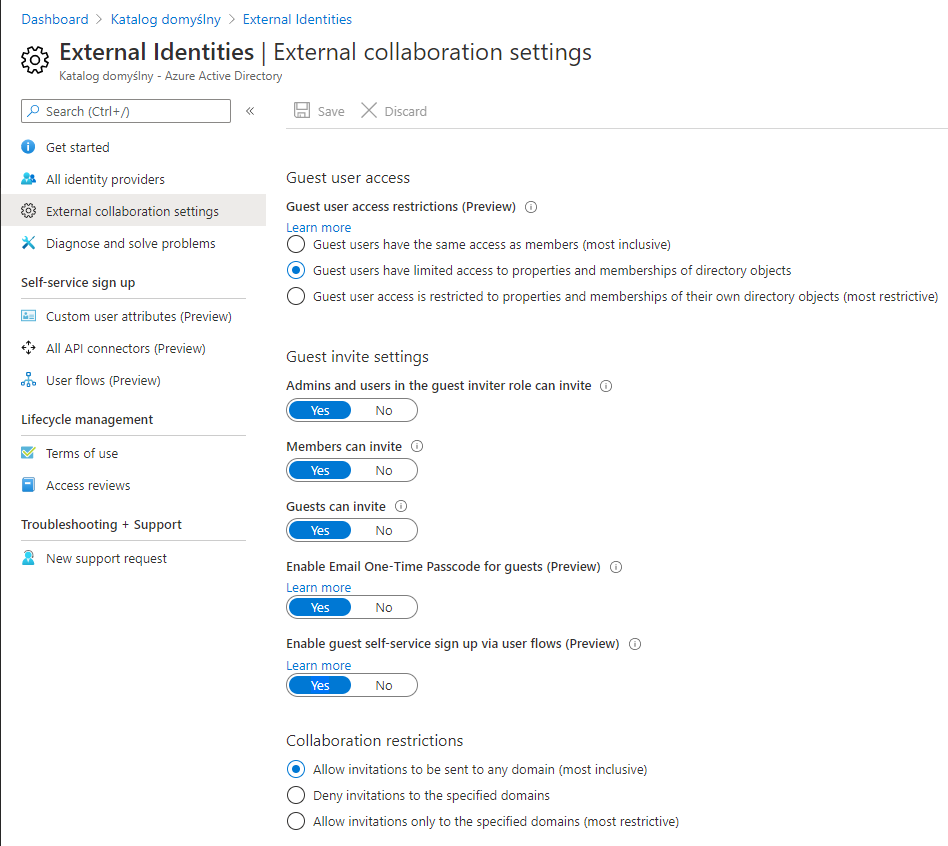 Dashboard > Katalog domyślny > External Identities
External Identities | External collaboration settings
Katalog domyślny - Azure Active Directory
Search (Ctrl+/)
«
Save
Discard
Get started
All identity providers
External collaboration settings
Diagnose and solve problems
Self-service sign up
Custom user attributes (Preview)
All API connectors (Preview)
User flows (Preview)
Lifecycle management
Terms of use
Access reviews
Troubleshooting + Support
New support request
Guest user access
Guest user access restrictions (Preview)
Learn more
Guest users have the same access as members (most inclusive)
Guest users have limited access to properties and memberships of directory objects
Guest user access is restricted to properties and memberships of their own directory objects (most restrictive)
Guest invite settings
Admins and users in the guest inviter role can invite
Yes No
Members can invite
Yes No
Guests can invite
Yes No
Enable Email One-Time Passcode for guests (Preview)
Learn more
Yes No
Enable guest self-service sign up via user flows (Preview)
Learn more
Yes No
Collaboration restrictions
Allow invitations to be sent to any domain (most inclusive)
Deny invitations to the specified domains
Allow invitations only to the specified domains (most restrictive)